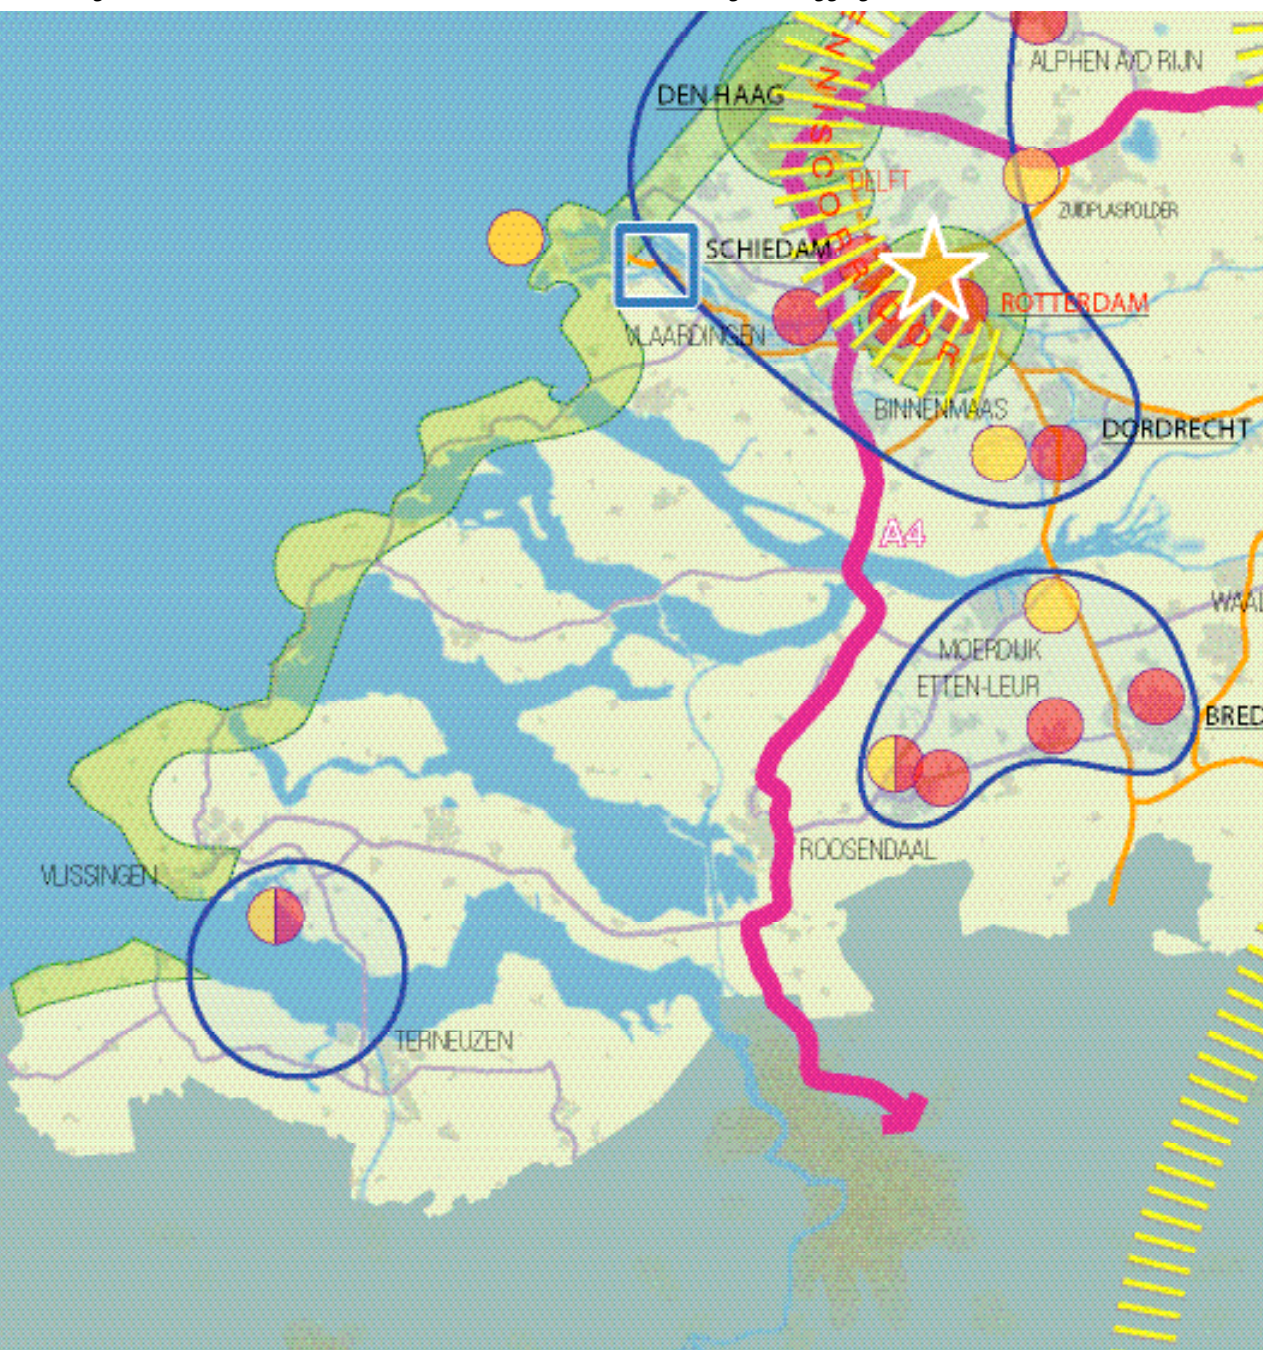 ALPHEN A/D RIJN
DEN HAAG
DELFT
ZUIDPLASPOLDER
SCHIEDAM
ROTTERDAM
VLAARDINGEN
BINNENMAAS
DORDRECHT
A4
WAAL
MOERDIJK
ETTEN-LEUR
BRED
ROOSENDAAL
VLISSINGEN
TERNEUZEN